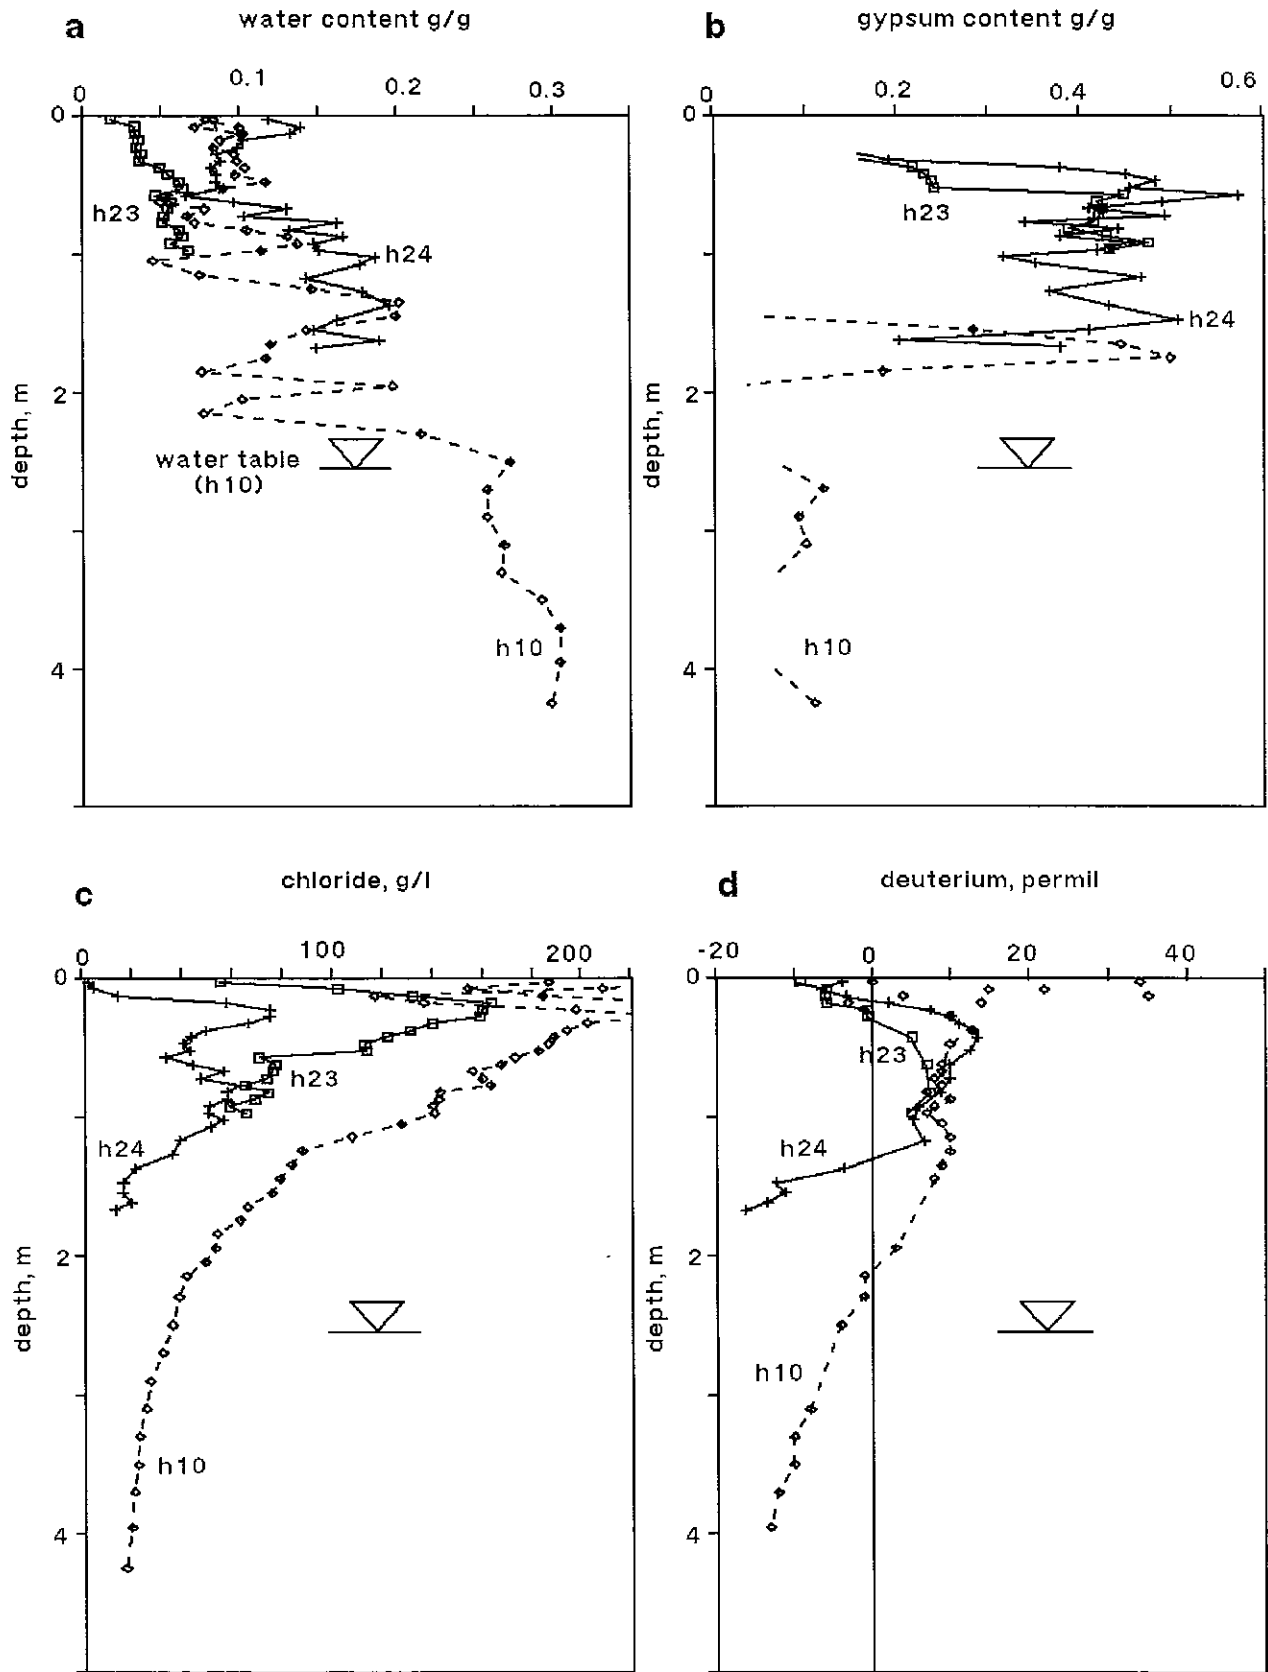 a
water content g/g
0
0.1
0.2
0.3
0
2
4
depth, m
h23
h24
water table
(h10)
h10
b
gypsum content g/g
0
0.2
0.4
0.6
0
2
4
depth, m
h23
h24
h10
c
chloride, g/l
0
100
200
0
2
4
depth, m
h23
h24
h10
d
deuterium, permil
-20
0
20
40
0
2
4
depth, m
h23
h24
h10